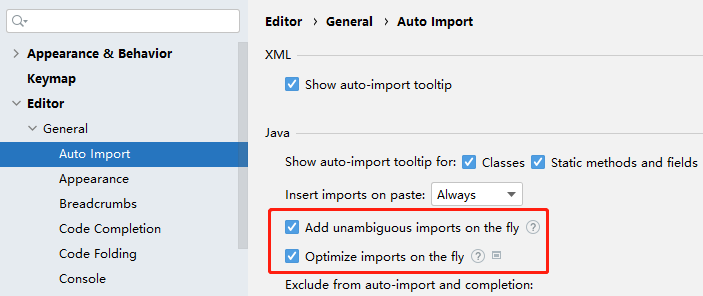 Appearance & Behavior
Keymap
Editor
General
Auto Import
Appearance
Breadcrumbs
Code Completion
Code Folding
Console
Editor › General › Auto Import
XML
Show auto-import tooltip
Java
Show auto-import tooltip for: Classes Static methods and fields
Insert imports on paste: Always
Add unambiguous imports on the fly ?
Optimize imports on the fly ?
Exclude from auto-import and completion: